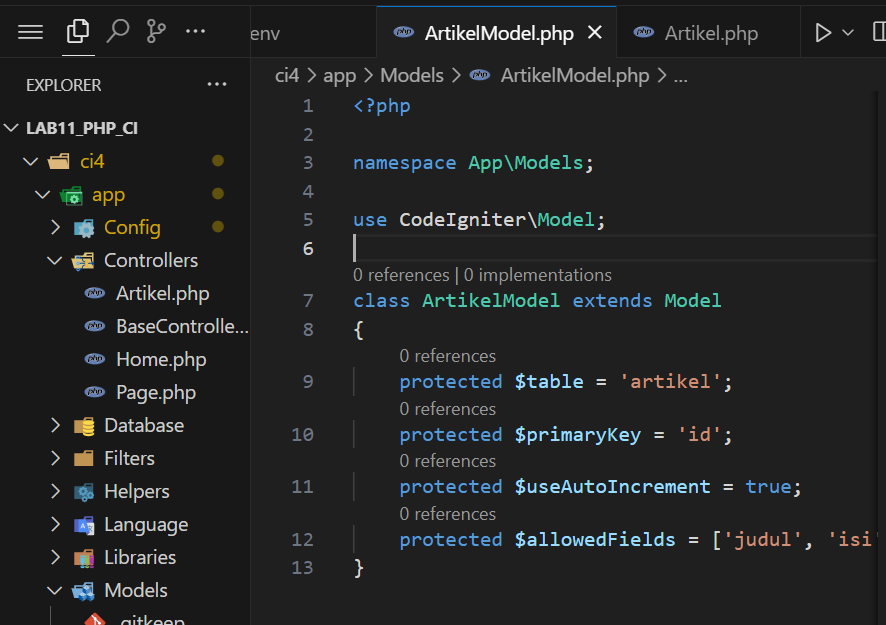 env
ArtikelModel.php
Artikel.php
EXPLORER
LAB11_PHP_CI
ci4
app
Config
Controllers
Artikel.php
BaseControlle...
Home.php
Page.php
Database
Filters
Helpers
Language
Libraries
Models
.gitkeep
ci4 > app > Models > ArtikelModel.php > ...
1 <?php
2
3 namespace App\Models;
4
5 use CodeIgniter\Model;
6
0 references | 0 implementations
7 class ArtikelModel extends Model
8 {
0 references
9 protected $table = 'artikel';
0 references
10 protected $primaryKey = 'id';
0 references
11 protected $useAutoIncrement = true;
0 references
12 protected $allowedFields = ['judul', 'isi'
13 }